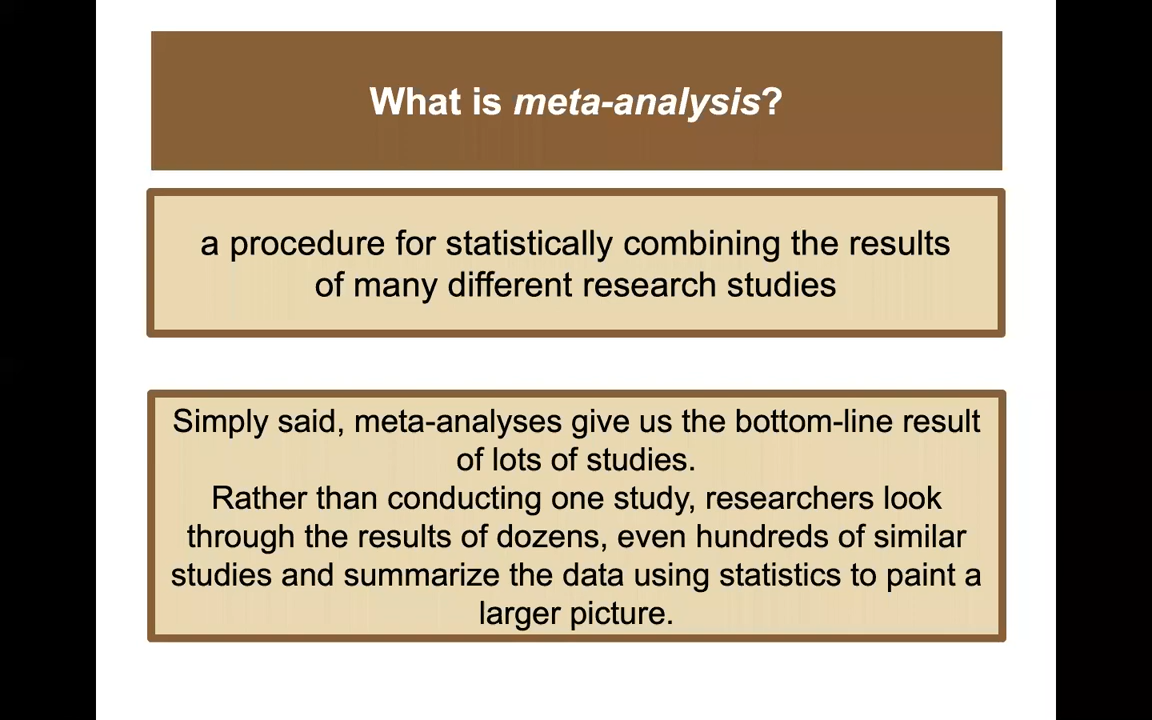 What is meta-analysis?
a procedure for statistically combining the results
of many different research studies
Simply said, meta-analyses give us the bottom-line result
of lots of studies.
Rather than conducting one study, researchers look
through the results of dozens, even hundreds of similar
studies and summarize the data using statistics to paint a
larger picture.